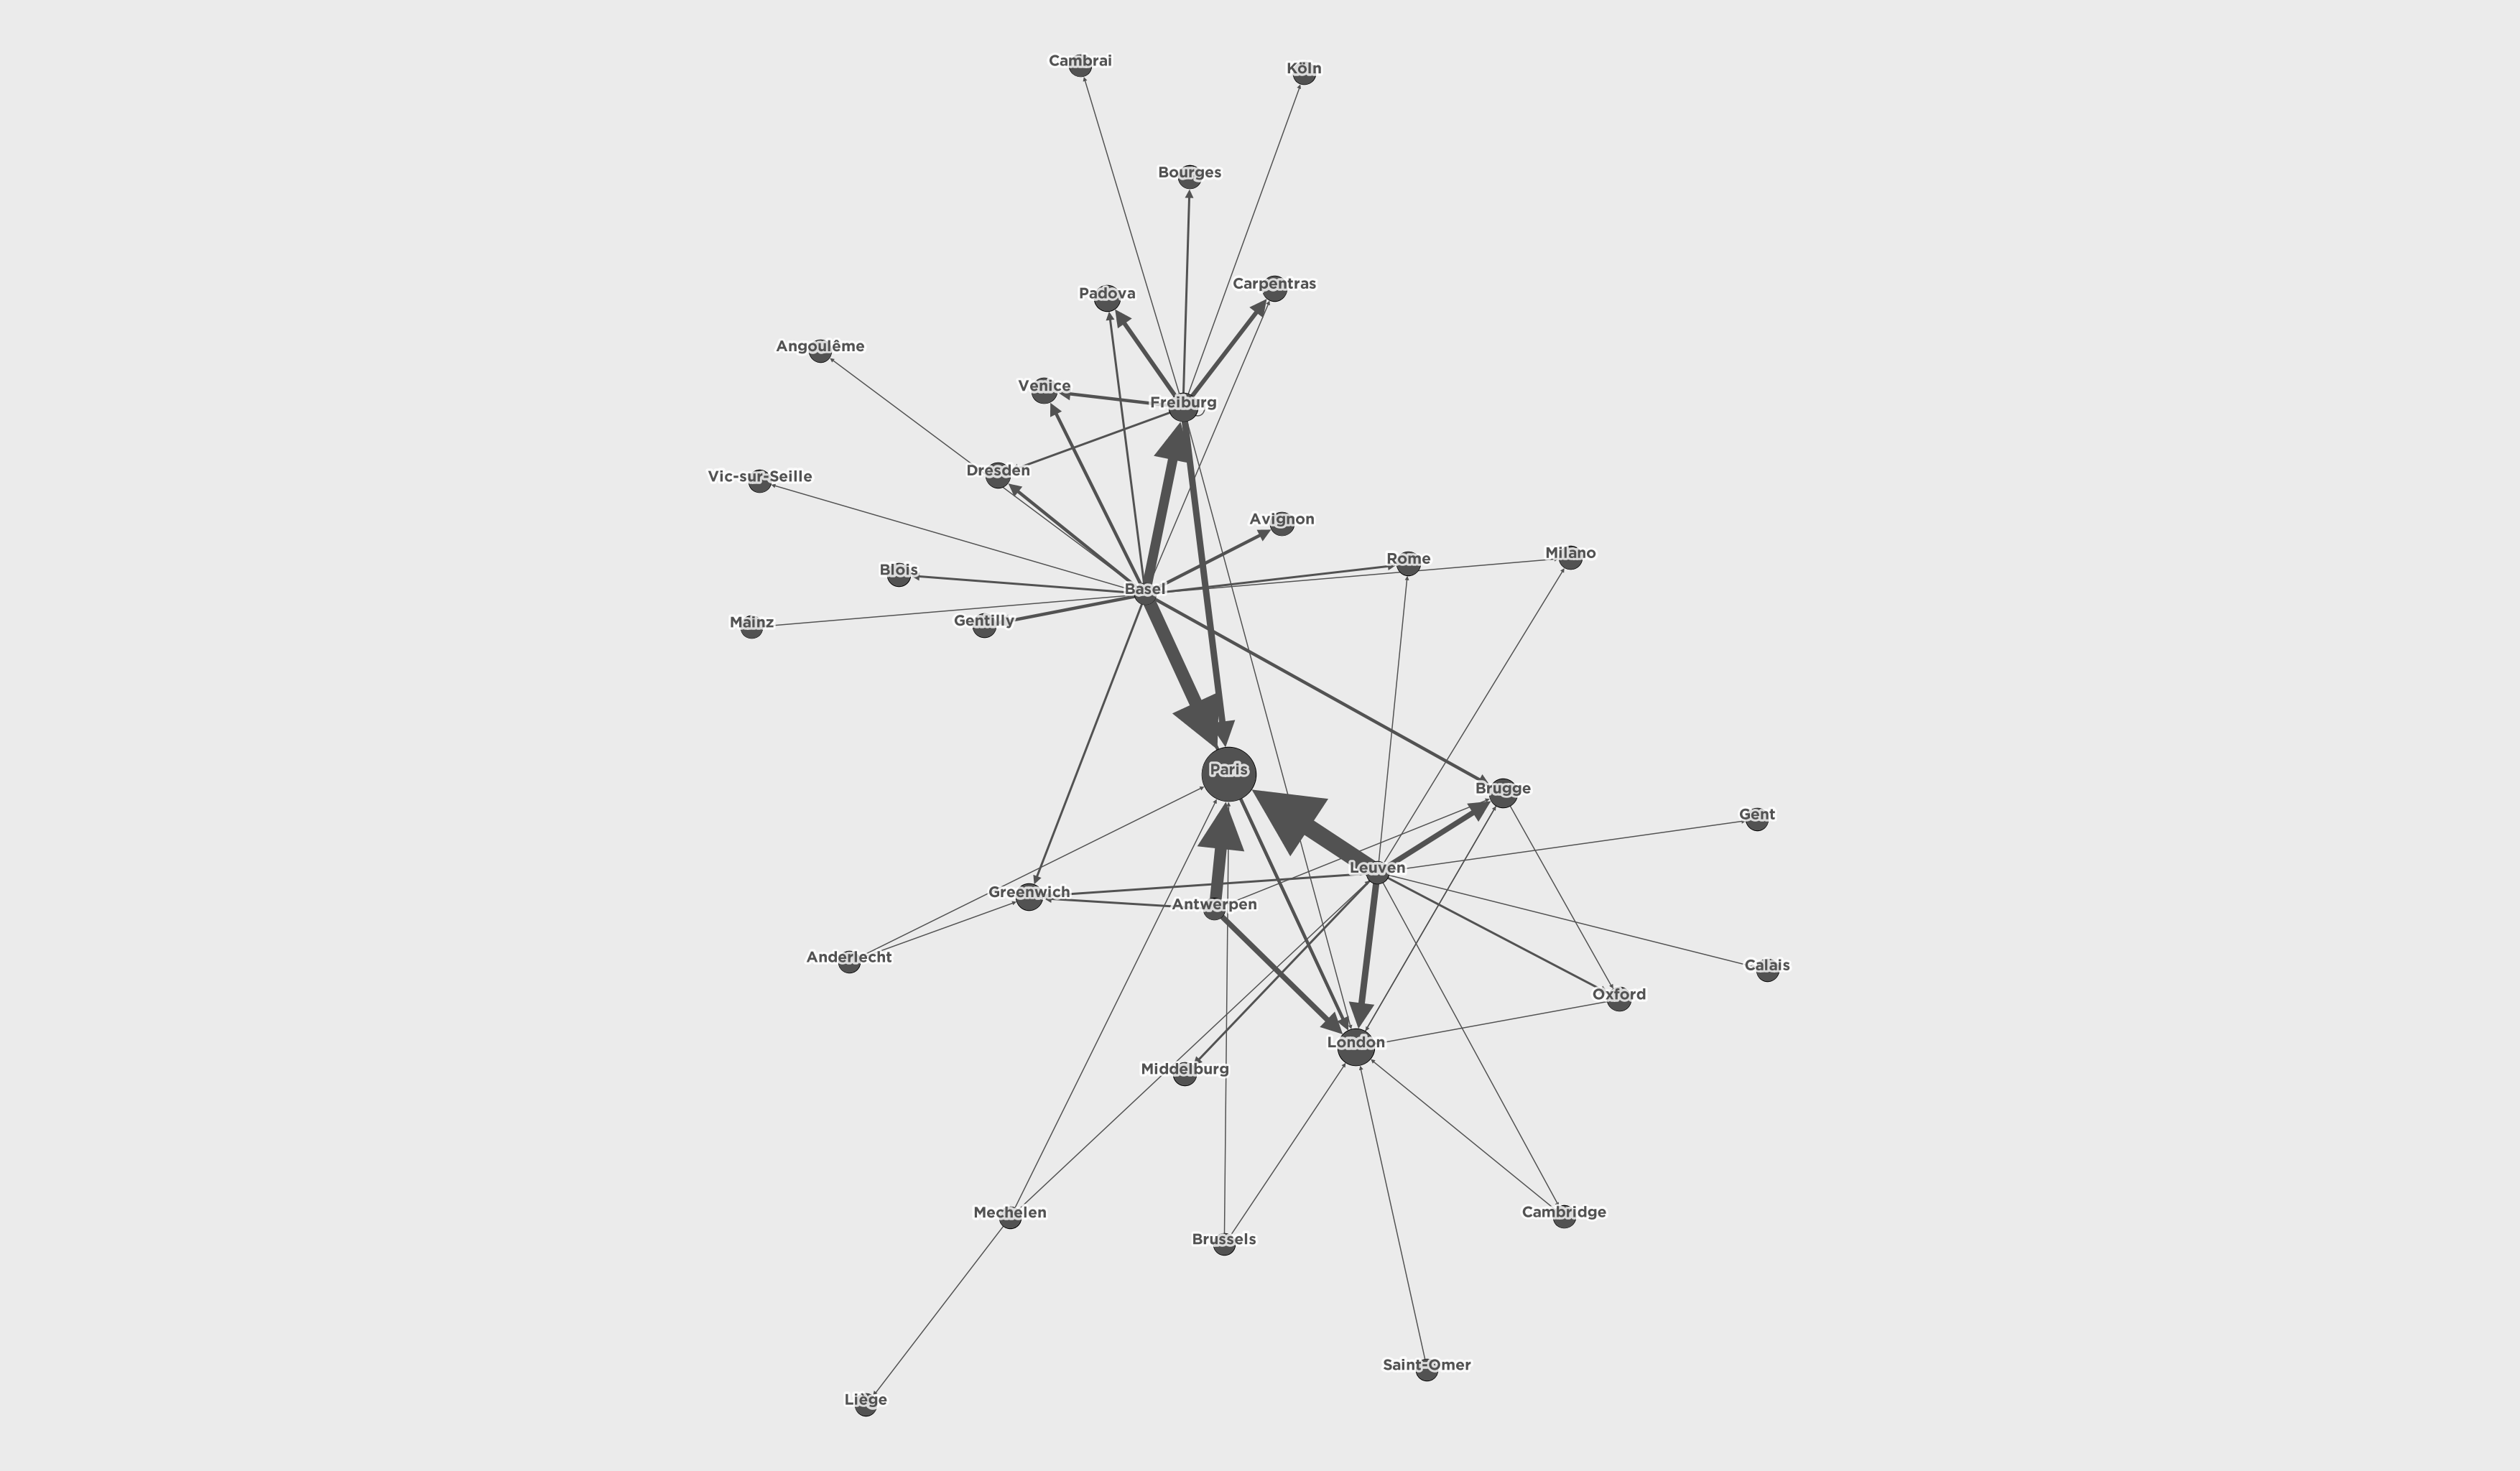 Cambrai
Köln
Bourges
Carpentras
Padova
Angoulême
Venice
Freiburg
Dresden
Vic-sur-Seille
Avignon
Milano
Rome
Blois
Basel
Gentilly
Mainz
Paris
Brugge
Gent
Leuven
Greenwich
Antwerpen
Anderlecht
Calais
Oxford
London
Middelburg
Mechelen
Cambridge
Brussels
Saint-Omer
Liège